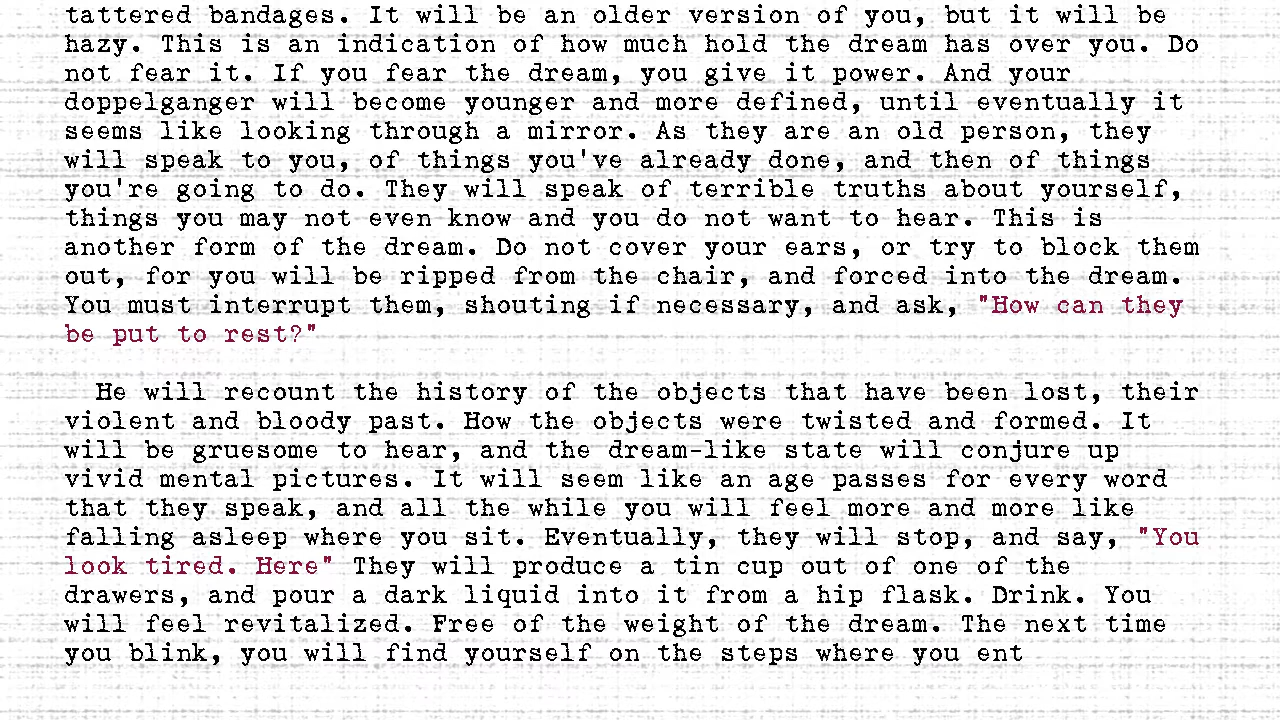 tattered bandages. It will be an older version of you, but it will be
hazy. This is an indication of how much hold the dream has over you. Do
not fear it. If you fear the dream, you give it power. And your
doppelganger will become younger and more defined, until eventually it
seems like looking through a mirror. As they are an old person, they
will speak to you, of things you've already done, and then of things
you're going to do. They will speak of terrible truths about yourself,
things you may not even know and you do not want to hear. This is
another form of the dream. Do not cover your ears, or try to block them
out, for you will be ripped from the chair, and forced into the dream.
You must interrupt them, shouting if necessary, and ask, "How can they
be put to rest?"
He will recount the history of the objects that have been lost, their
violent and bloody past. How the objects were twisted and formed. It
will be gruesome to hear, and the dream-like state will conjure up
vivid mental pictures. It will seem like an age passes for every word
that they speak, and all the while you will feel more and more like
falling asleep where you sit. Eventually, they will stop, and say, "You
look tired. Here" They will produce a tin cup out of one of the
drawers, and pour a dark liquid into it from a hip flask. Drink. You
will feel revitalized. Free of the weight of the dream. The next time
you blink, you will find yourself on the steps where you ent